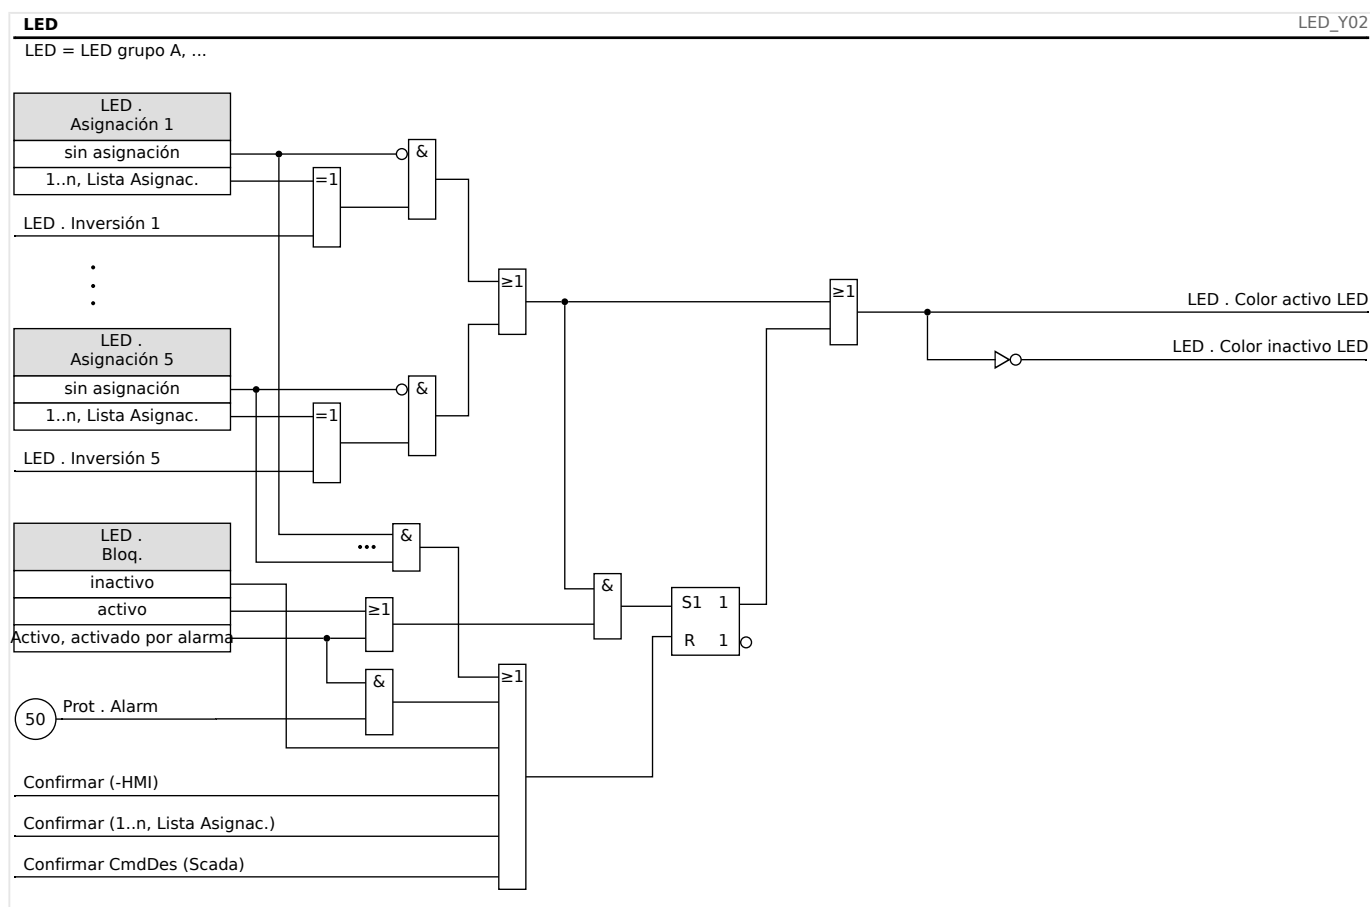 LED
LED_Y02
LED = LED grupo A, ...
LED .
Asignación 1
sin asignación
&
1..n, Lista Asignac.
=1
LED . Inversión 1
≥1
≥1
LED . Color activo LED
LED .
Asignación 5
LED . Color inactivo LED
sin asignación
&
1..n, Lista Asignac.
=1
LED . Inversión 5
LED .
Bloq.
&
...
inactivo
&
activo
≥1
S1 1
Activo, activado por alarma
R 1
≥1
&
Prot . Alarm
50
Confirmar (-HMI)
Confirmar (1..n, Lista Asignac.)
Confirmar CmdDes (Scada)